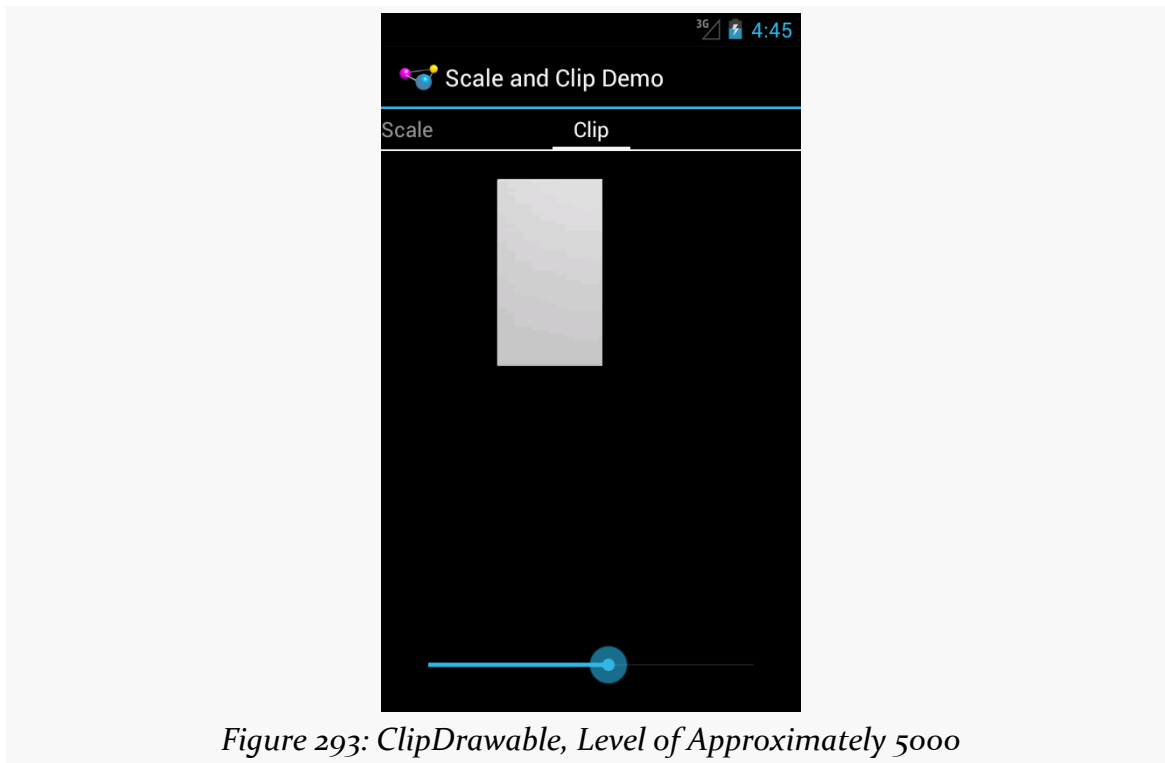 3G 4:45
Scale and Clip Demo
Scale Clip
Figure 293: ClipDrawable, Level of Approximately 5000